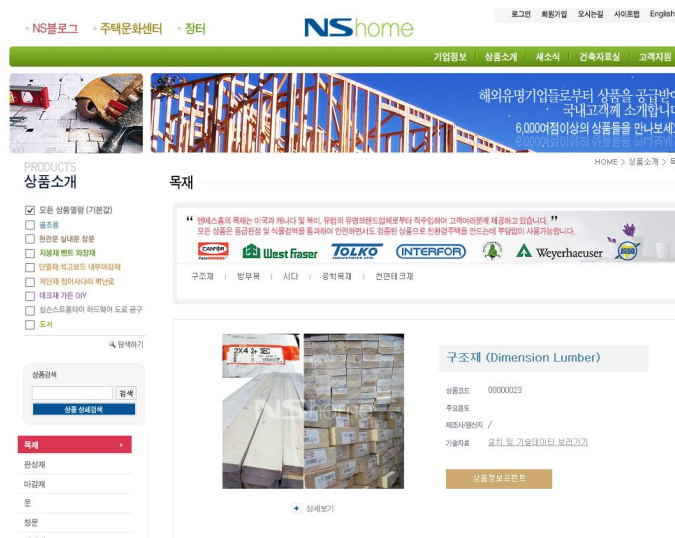 NS블로그
주택문화센터
장터
NShome
로그인 회원가입 오시는길 사이트맵 English
기업정보 상품소개 새소식 건축자료실 고객지원
해외유명기업들로부터 상품을 공급받아
국내고객께 소개합니다
6,000여점이상의 상품들을 만나보세요
HOME > 상품소개 > 목
PRODUCTS
상품소개
목재
모든 상품열람 (기본값)
골조용
현관문 실내문 창문
지붕재 벤트 외장재
단열재 석고보드 내부마감재
계단재 접이사다리 벽난로
데크재 가든 DIY
심슨스트롱타이 하드웨어 도료 공구
도서
탐색하기
상품검색
검색
상품 상세검색
목재
판상재
마감재
문
창문
“ 엔에스홈의 목재는 미국과 캐나다 및 북미, 유럽의 유명브랜드업체로부터 직수입하여 고객여러분께 제공하고 있습니다. ”
모든 상품은 등급판정 및 식물검역을 통과하여 안전하면서도 검증된 상품으로 친환경주택을 만드는데 부담없이 사용가능합니다.
CANFOR West Fraser TOLKO INDUSTRIES LTD. INTERFOR Weyerhaeuser
구조재 | 방부목 | 시다 | 공학목재 | 천연테크재
2X4 2+ SEC
NShome
상세보기
구조재 (Dimension Lumber)
상품코드 00000023
주요용도
제조사/원산지 /
기술자료 설치 및 기술데이타 보러가기
상품정보프린트